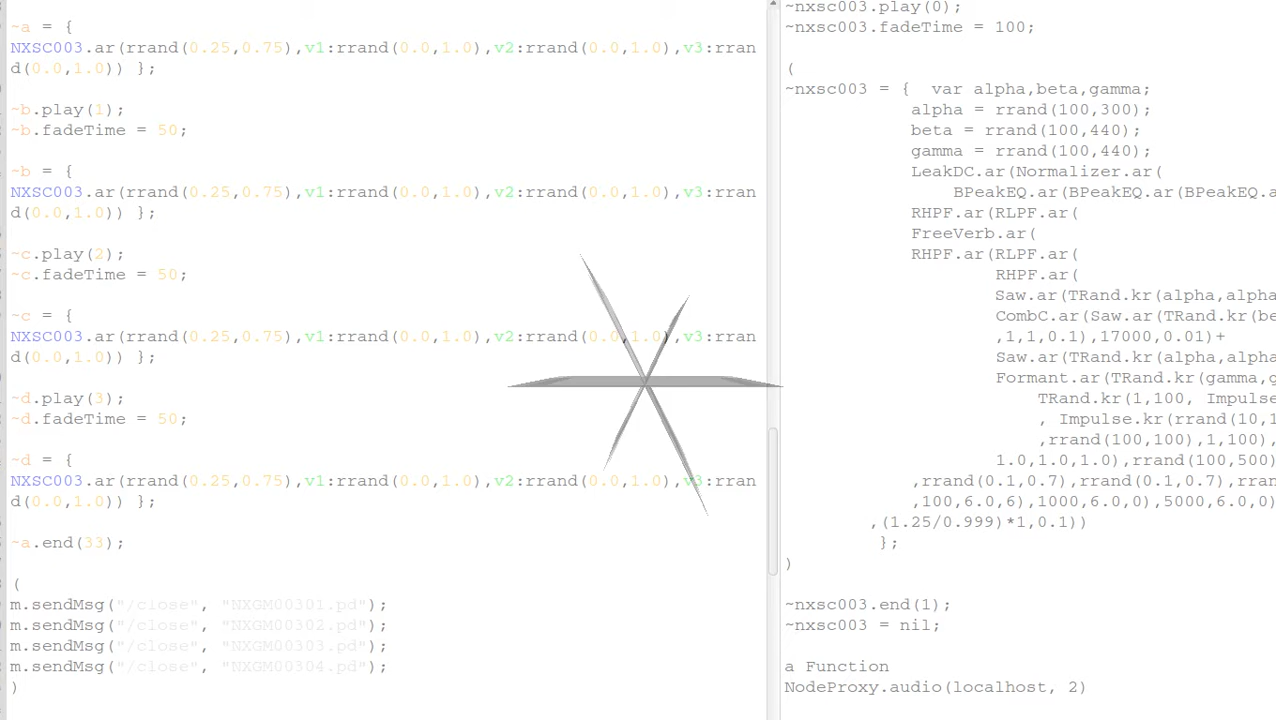 ~a = {
NXSC003.ar(rrand(0.25,0.75),v1:rrand(0.0,1.0),v2:rrand(0.0,1.0),v3:rran
d(0.0,1.0)) };
~b.play(1);
~b.fadeTime = 50;
~b = {
NXSC003.ar(rrand(0.25,0.75),v1:rrand(0.0,1.0),v2:rrand(0.0,1.0),v3:rran
d(0.0,1.0)) };
~c.play(2);
~c.fadeTime = 50;
~c = {
NXSC003.ar(rrand(0.25,0.75),v1:rrand(0.0,1.0),v2:rrand(0.0,1.0),v3:rran
d(0.0,1.0)) };
~d.play(3);
~d.fadeTime = 50;
~d = {
NXSC003.ar(rrand(0.25,0.75),v1:rrand(0.0,1.0),v2:rrand(0.0,1.0),v3:rran
d(0.0,1.0)) };
~a.end(33);
(
m.sendMsg("/close", "NXGM00301.pd");
m.sendMsg("/close", "NXGM00302.pd");
m.sendMsg("/close", "NXGM00303.pd");
m.sendMsg("/close", "NXGM00304.pd");
)
~nxsc003.play(0);
~nxsc003.fadeTime = 100;
(
~nxsc003 = {  var alpha,beta,gamma;
alpha = rrand(100,300);
beta = rrand(100,440);
gamma = rrand(100,440);
LeakDC.ar(Normalizer.ar(
BPeakEQ.ar(BPeakEQ.ar(BPeakEQ.a
RHPF.ar(RLPF.ar(
FreeVerb.ar(
RHPF.ar(RLPF.ar(
RHPF.ar(
Saw.ar(TRand.kr(alpha,alpha
CombC.ar(Saw.ar(TRand.kr(be
,1,1,0.1),17000,0.01)+
Saw.ar(TRand.kr(alpha,alpha
Formant.ar(TRand.kr(gamma,g
TRand.kr(1,100, Impulse
, Impulse.kr(rrand(10,1
,rrand(100,100),1,100),
1.0,1.0,1.0),rrand(100,500)
,rrand(0.1,0.7),rrand(0.1,0.7),rran
,100,6.0,6),1000,6.0,0),5000,6.0,0)
,(1.25/0.999)*1,0.1))
};
)
~nxsc003.end(1);
~nxsc003 = nil;
a Function
NodeProxy.audio(localhost, 2)